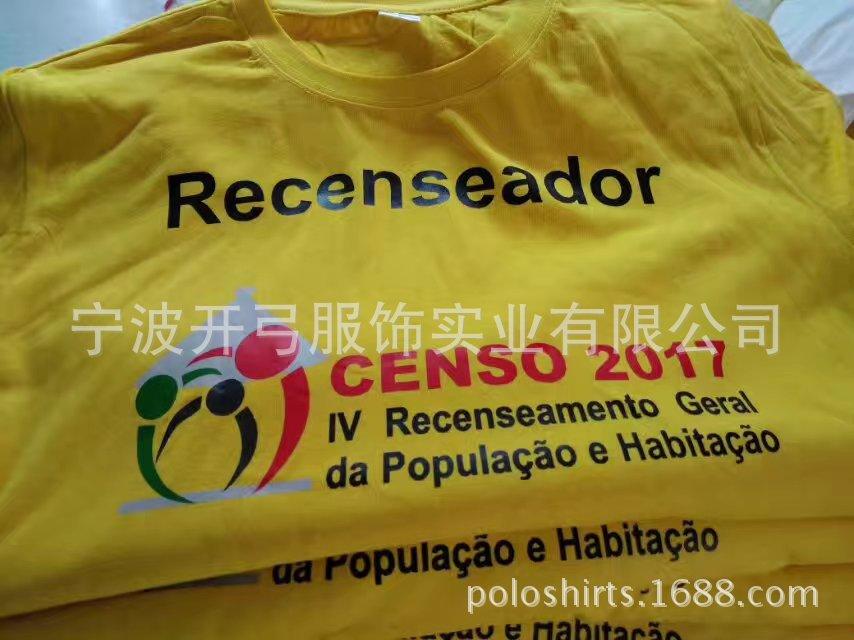 Recenseador
宁波开弓服饰实业有限公司
CENSO 2017
IV Recenseamento Geral
da População e Habitação
da População e Habitação
poloshirts.1688.com
e Habitação